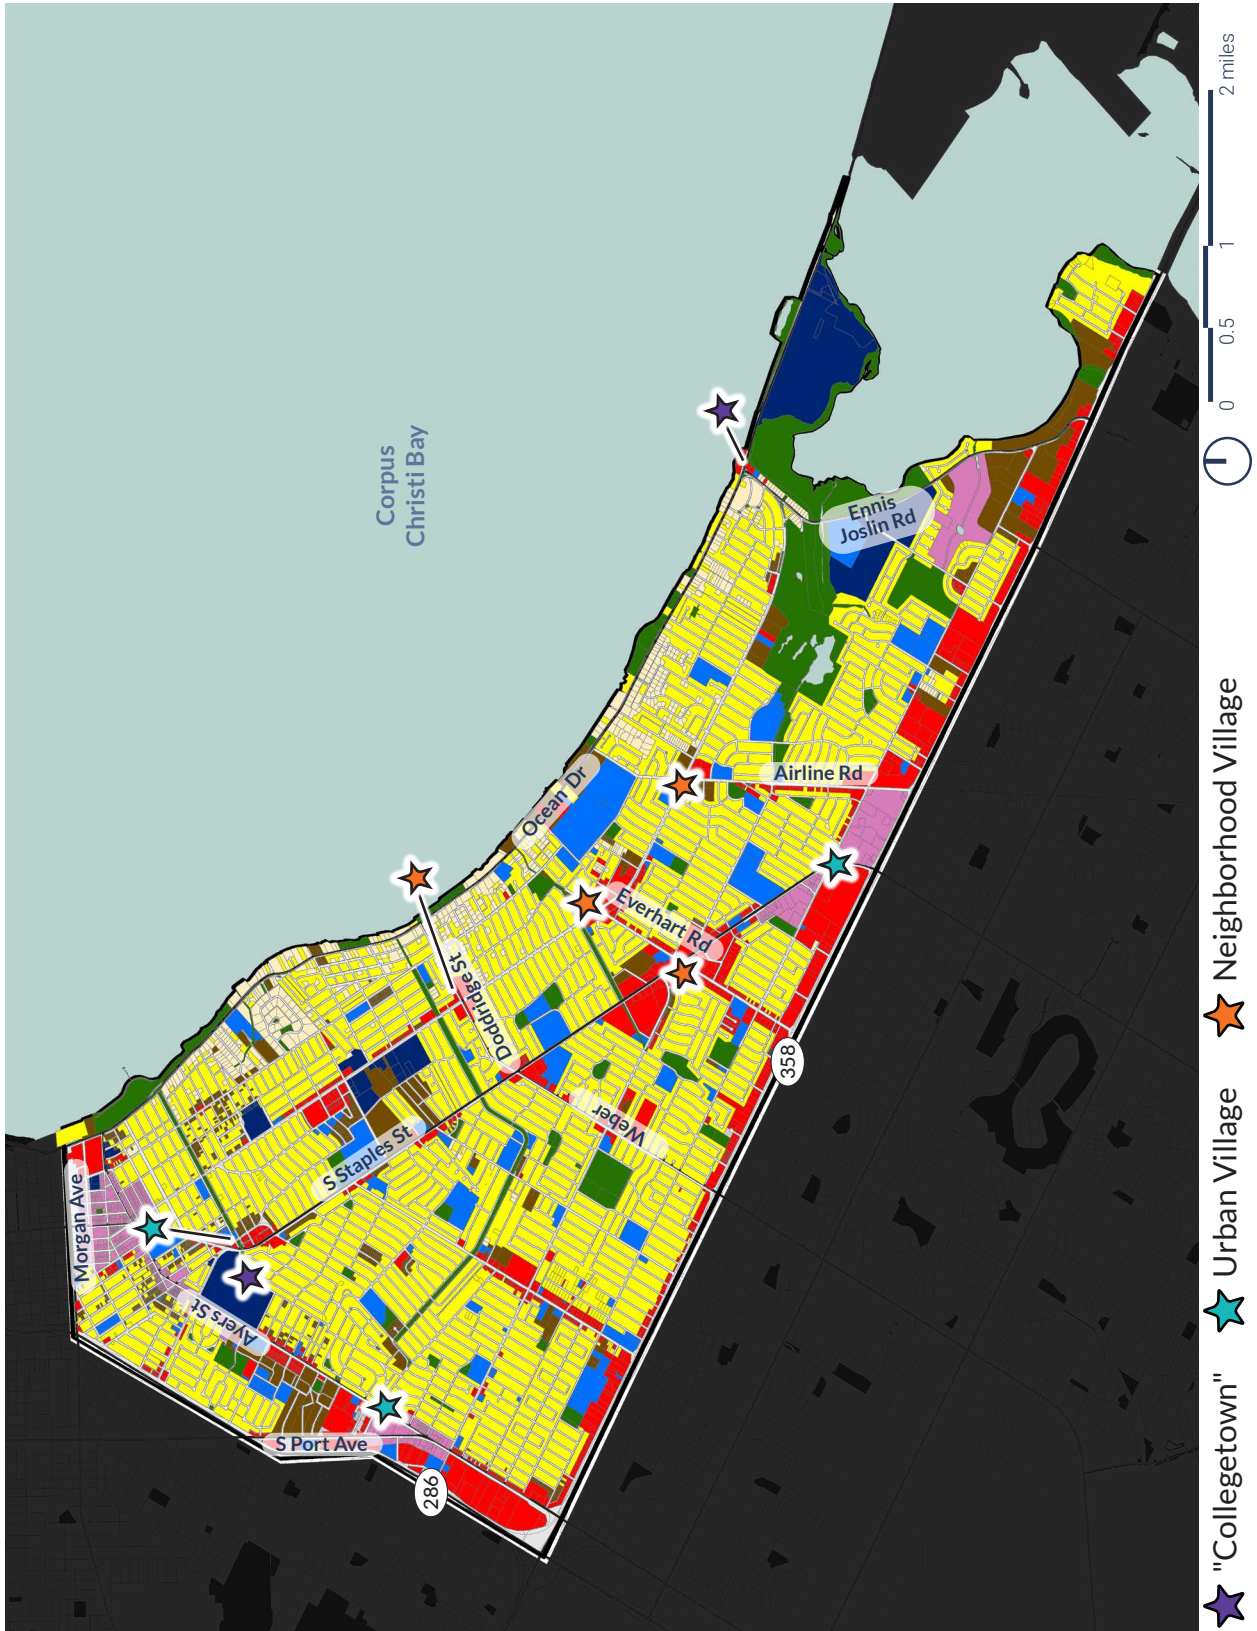 Corpus
Christi Bay
Morgan Ave
Ayers St
S Port Ave
286
S Staples St
Doddridge St
Weber
358
Ocean Dr
Everhart Rd
Airline Rd
Ennis
Joslin Rd
0
0.5
1
2 miles
"Collegetown"
Urban Village
Neighborhood Village